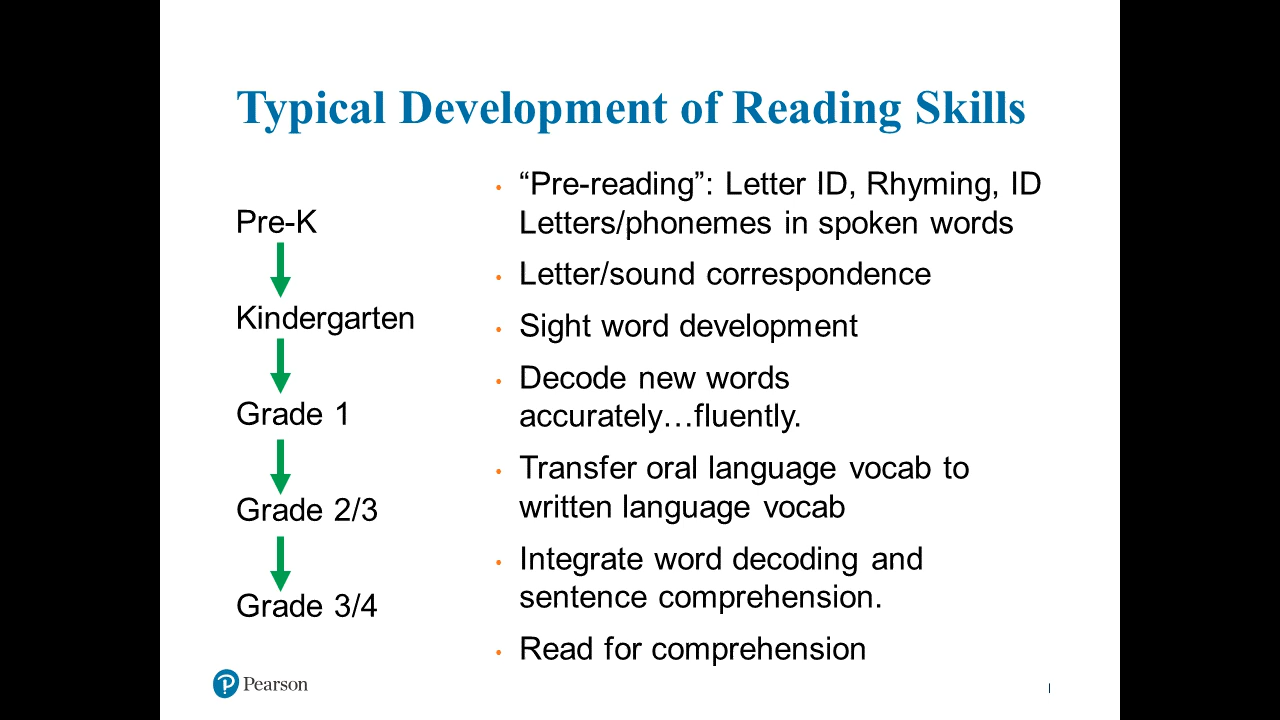 Typical Development of Reading Skills
Pre-K
Kindergarten
Grade 1
Grade 2/3
Grade 3/4
• “Pre-reading”: Letter ID, Rhyming, ID
Letters/phonemes in spoken words
• Letter/sound correspondence
• Sight word development
• Decode new words
accurately…fluently.
• Transfer oral language vocab to
written language vocab
• Integrate word decoding and
sentence comprehension.
• Read for comprehension
P Pearson
|